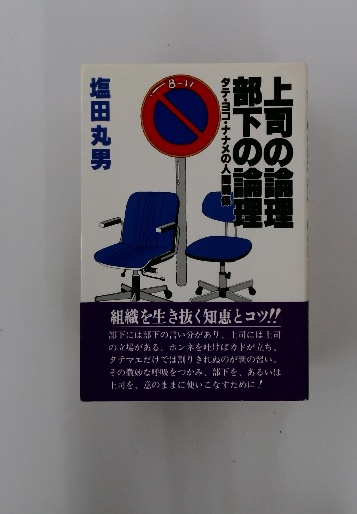 上司の論理
部下の論理
タテ・ヨコ・ナナメの人間関係
塩田丸男
8-17
組織を生き抜く知恵とコツ!!
部下には部下の言い分があり、上司には上司
の立場がある。ホンネを吐けばカドが立ち、
タテマエだけでは割りきれぬのが世の習い。
その微妙な呼吸をつかみ、部下を、あるいは
上司を、意のままに使いこなすために!